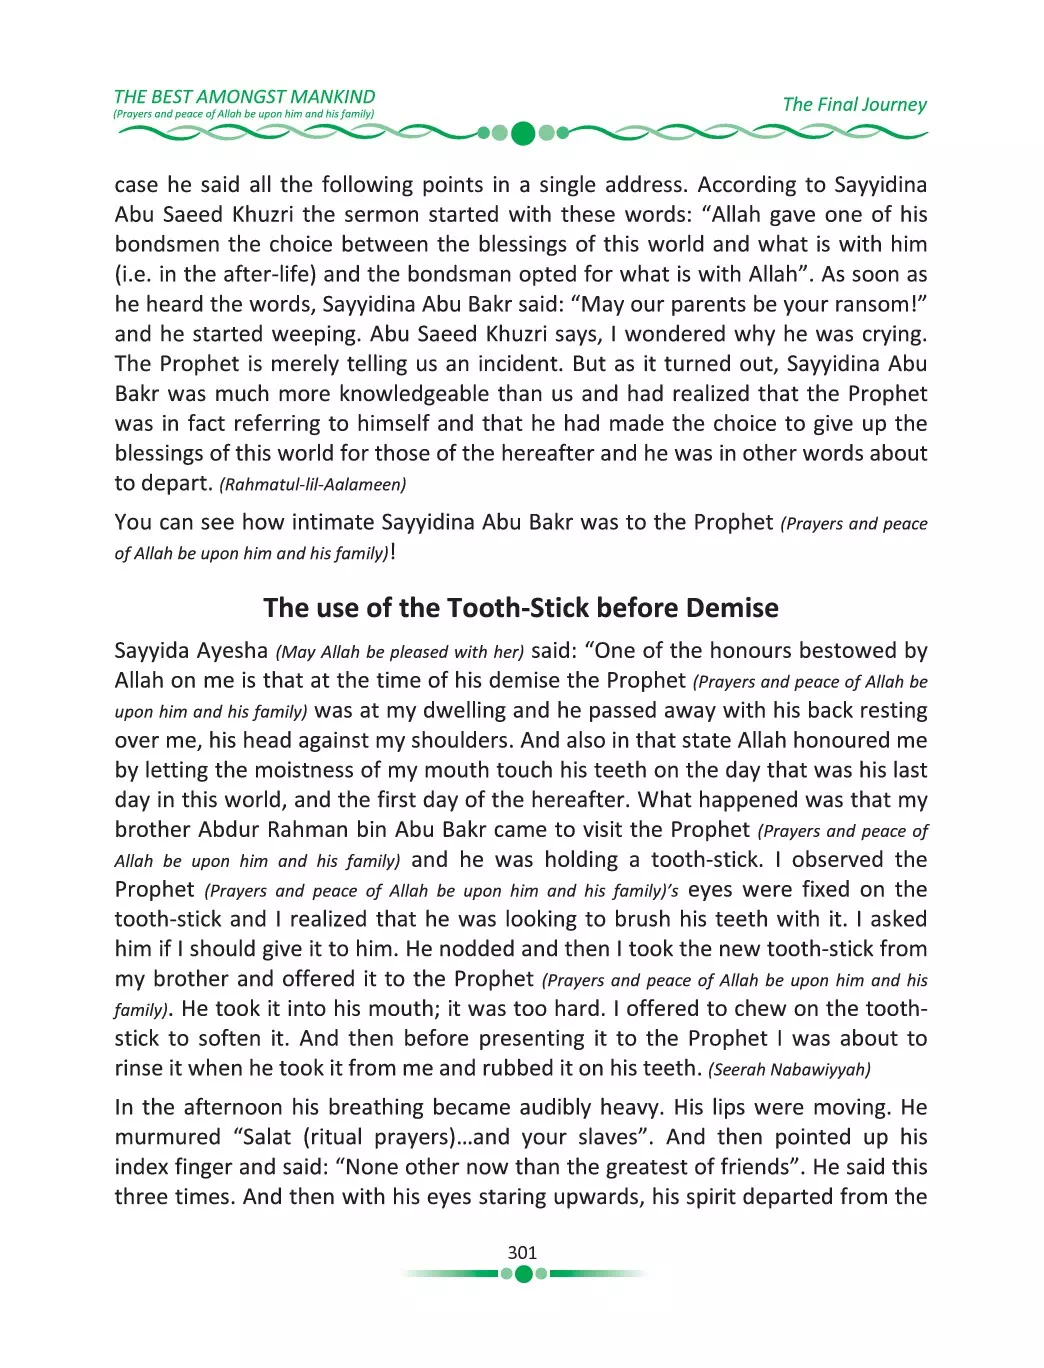 THE BEST AMONGST MANKIND
(Prayers and peace of Allah be upon him and his family)
The Final Journey
case he said all the following points in a single address. According to Sayyidina
Abu Saeed Khuzri the sermon started with these words: “Allah gave one of his
bondsmen the choice between the blessings of this world and what is with him
(i.e. in the after-life) and the bondsman opted for what is with Allah”. As soon as
he heard the words, Sayyidina Abu Bakr said: “May our parents be your ransom!”
and he started weeping. Abu Saeed Khuzri says, I wondered why he was crying.
The Prophet is merely telling us an incident. But as it turned out, Sayyidina Abu
Bakr was much more knowledgeable than us and had realized that the Prophet
was in fact referring to himself and that he had made the choice to give up the
blessings of this world for those of the hereafter and he was in other words about
to depart. (Rahmatul-lil-Aalameen)
You can see how intimate Sayyidina Abu Bakr was to the Prophet (Prayers and peace
of Allah be upon him and his family)!
The use of the Tooth-Stick before Demise
Sayyida Ayesha (May Allah be pleased with her) said: “One of the honours bestowed by
Allah on me is that at the time of his demise the Prophet (Prayers and peace of Allah be
upon him and his family) was at my dwelling and he passed away with his back resting
over me, his head against my shoulders. And also in that state Allah honoured me
by letting the moistness of my mouth touch his teeth on the day that was his last
day in this world, and the first day of the hereafter. What happened was that my
brother Abdur Rahman bin Abu Bakr came to visit the Prophet (Prayers and peace of
Allah be upon him and his family) and he was holding a tooth-stick. I observed the
Prophet (Prayers and peace of Allah be upon him and his family)’s eyes were fixed on the
tooth-stick and I realized that he was looking to brush his teeth with it. I asked
him if I should give it to him. He nodded and then I took the new tooth-stick from
my brother and offered it to the Prophet (Prayers and peace of Allah be upon him and his
family). He took it into his mouth; it was too hard. I offered to chew on the tooth-
stick to soften it. And then before presenting it to the Prophet I was about to
rinse it when he took it from me and rubbed it on his teeth. (Seerah Nabawiyyah)
In the afternoon his breathing became audibly heavy. His lips were moving. He
murmured “Salat (ritual prayers)…and your slaves”. And then pointed up his
index finger and said: “None other now than the greatest of friends”. He said this
three times. And then with his eyes staring upwards, his spirit departed from the
301